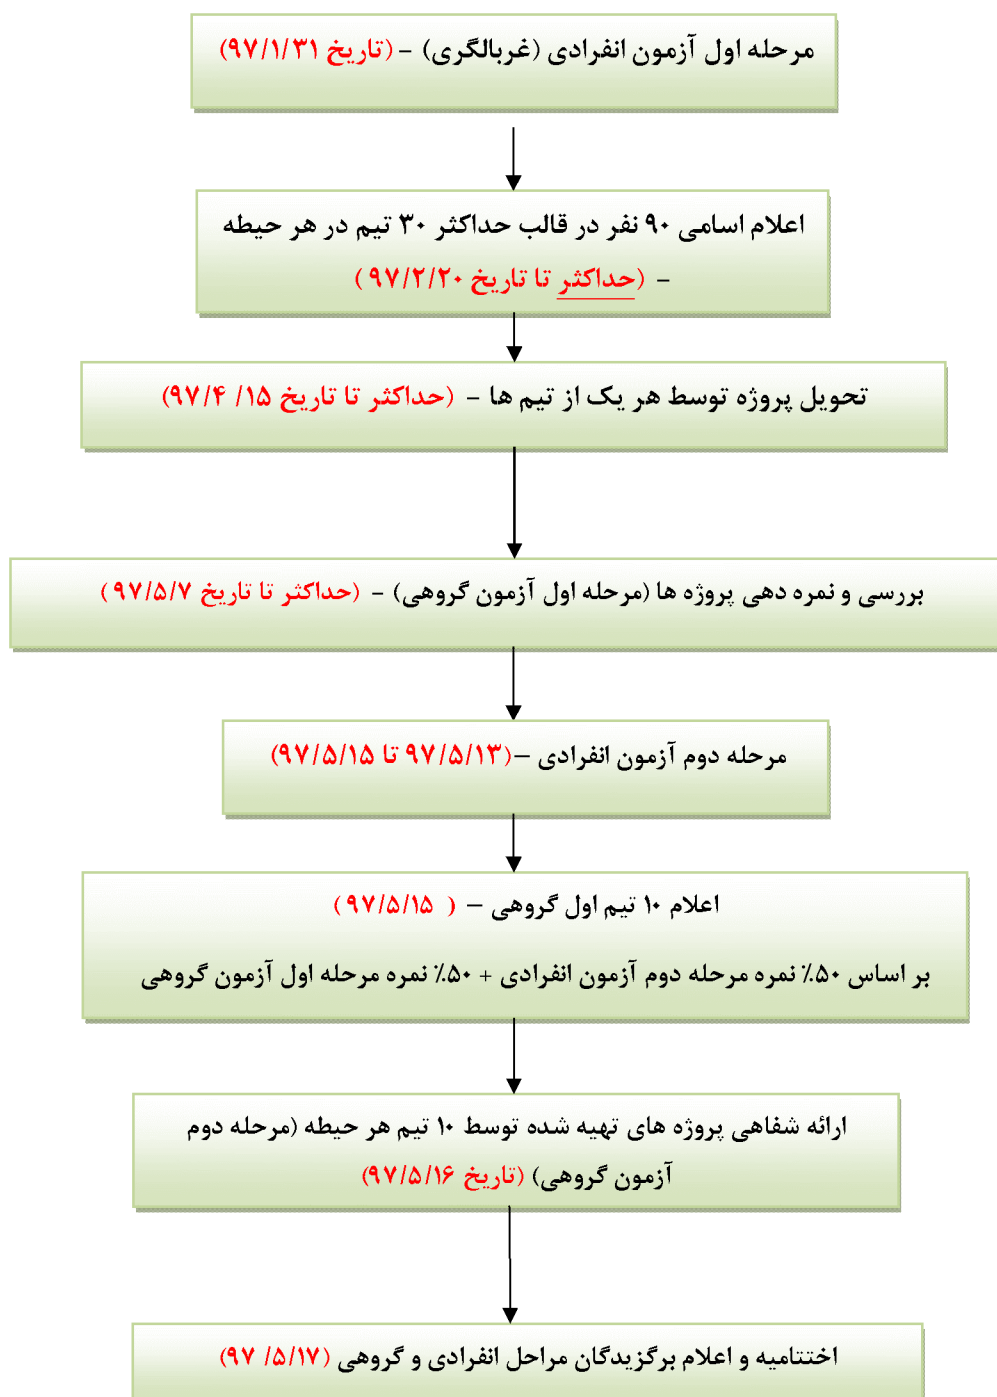 مرحله اول آزمون انفرادی (غربالگری) - (تاریخ ۹۷/۱/۳۱)
اعلام اسامی ۹۰ نفر در قالب حداکثر ۳۰ تیم در هر حیطه
- (حداکثر تا تاریخ ۹۷/۲/۲۰ )
تحویل پروژه توسط هر یک از تیم ها - (حداکثر تا تاریخ ۱۵/ ۹۷/۴)
بررسی و نمره دهی پروژه ها (مرحله اول آزمون گروهی) - (حداکثر تا تاریخ ۹۷/۵/۷ )
مرحله دوم آزمون انفرادی –(۹۷/۵/۱۳ تا ۹۷/۵/۱۵)
اعلام ۱۰ تیم اول گروهی – ( ۹۷/۵/۱۵ )
بر اساس ۵۰٪ نمره مرحله دوم آزمون انفرادی + ۵۰٪ نمره مرحله اول آزمون گروهی
ارائه شفاهی پروژه های تهیه شده توسط ۱۰ تیم هر حیطه (مرحله دوم
آزمون گروهی) (تاریخ ۹۷/۵/۱۶)
اختتامیه و اعلام برگزیدگان مراحل انفرادی و گروهی (۵/۱۷/ ۹۷)